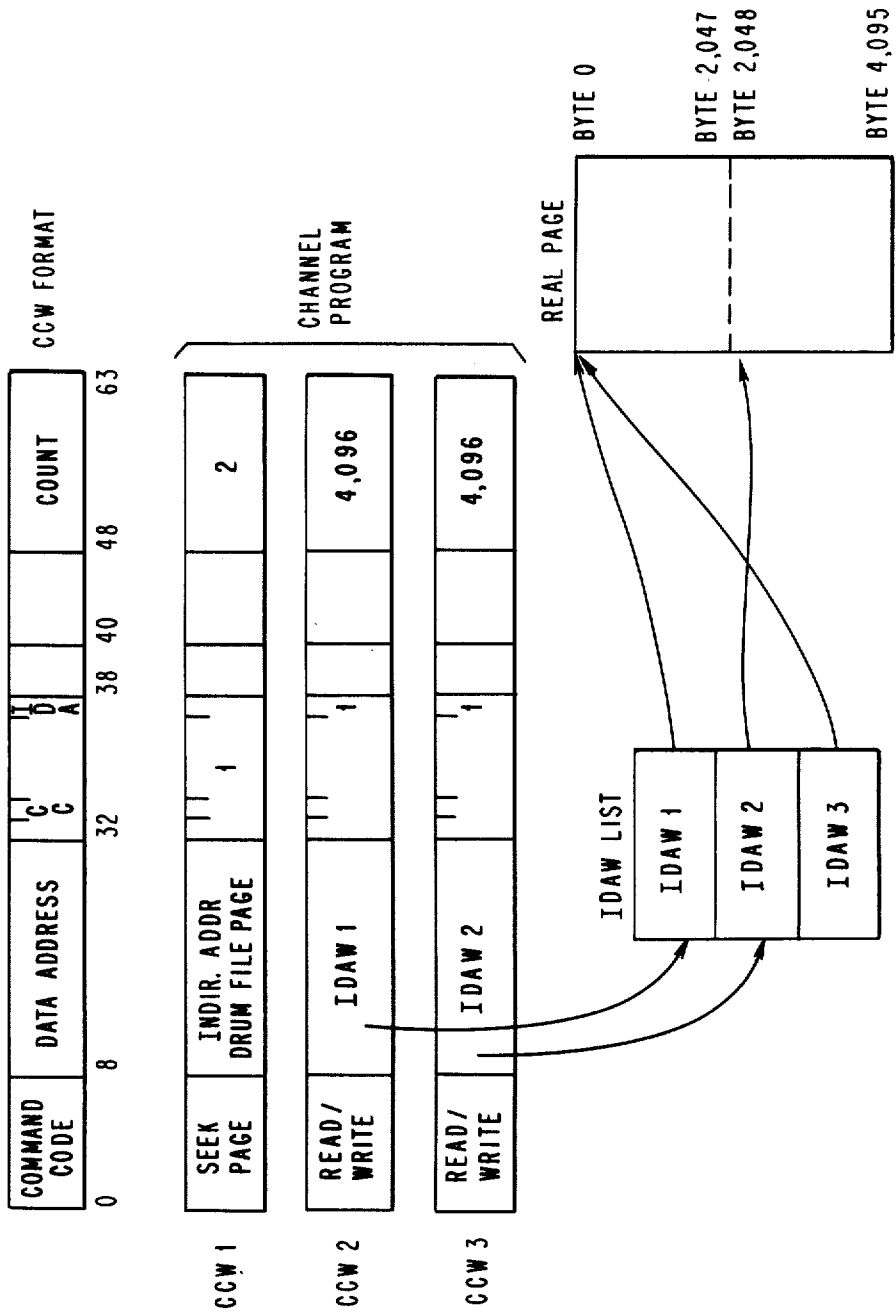 CCW FORMAT
COMMAND
CODE
DATA ADDRESS
C
C
I
D
A
COUNT
0
8
32
38
40
48
63
CCW 1
SEEK
PAGE
INDIR. ADDR
DRUM FILE PAGE
1
2
CCW 2
READ/
WRITE
IDAW 1
1
4,096
CCW 3
READ/
WRITE
IDAW 2
1
4,096
CHANNEL
PROGRAM
IDAW LIST
IDAW 1
IDAW 2
IDAW 3
REAL PAGE
BYTE 0
BYTE 2,047
BYTE 2,048
BYTE 4,095